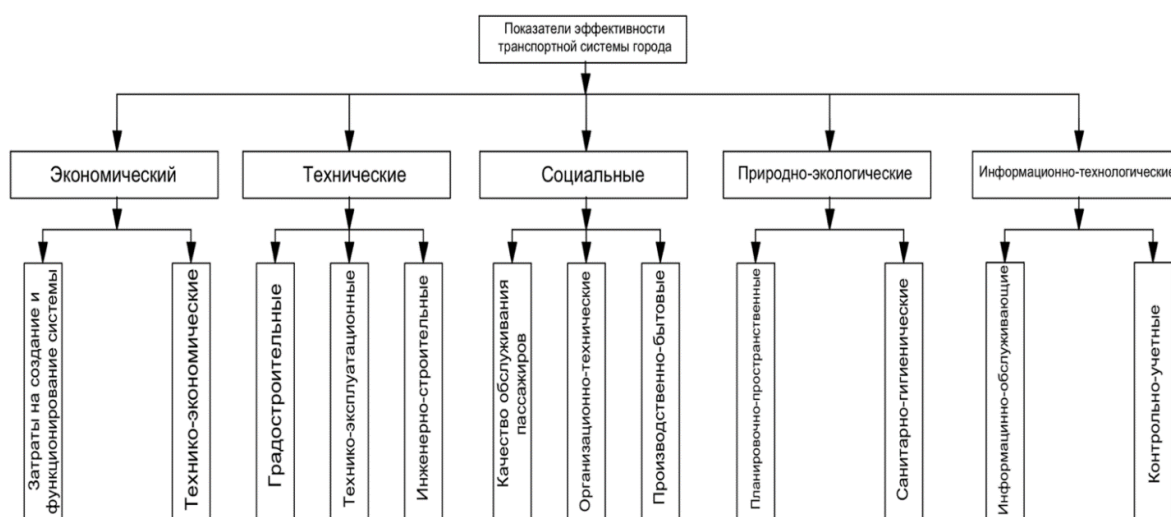 Показатели эффективности
транспортной системы города
Экономический
Технические
Социальные
Природно-экологические
Информационно-технологические
Затраты на создание и
функционирование системы
Технико-экономические
Градостроительные
Технико-эксплуатационные
Инженерно-строительные
Качество обслуживания
пассажиров
Организационно-технические
Производственно-бытовые
Планировочно-пространственные
Санитарно-гигиенические
Информацинно-обслуживающие
Контрольно-учетные